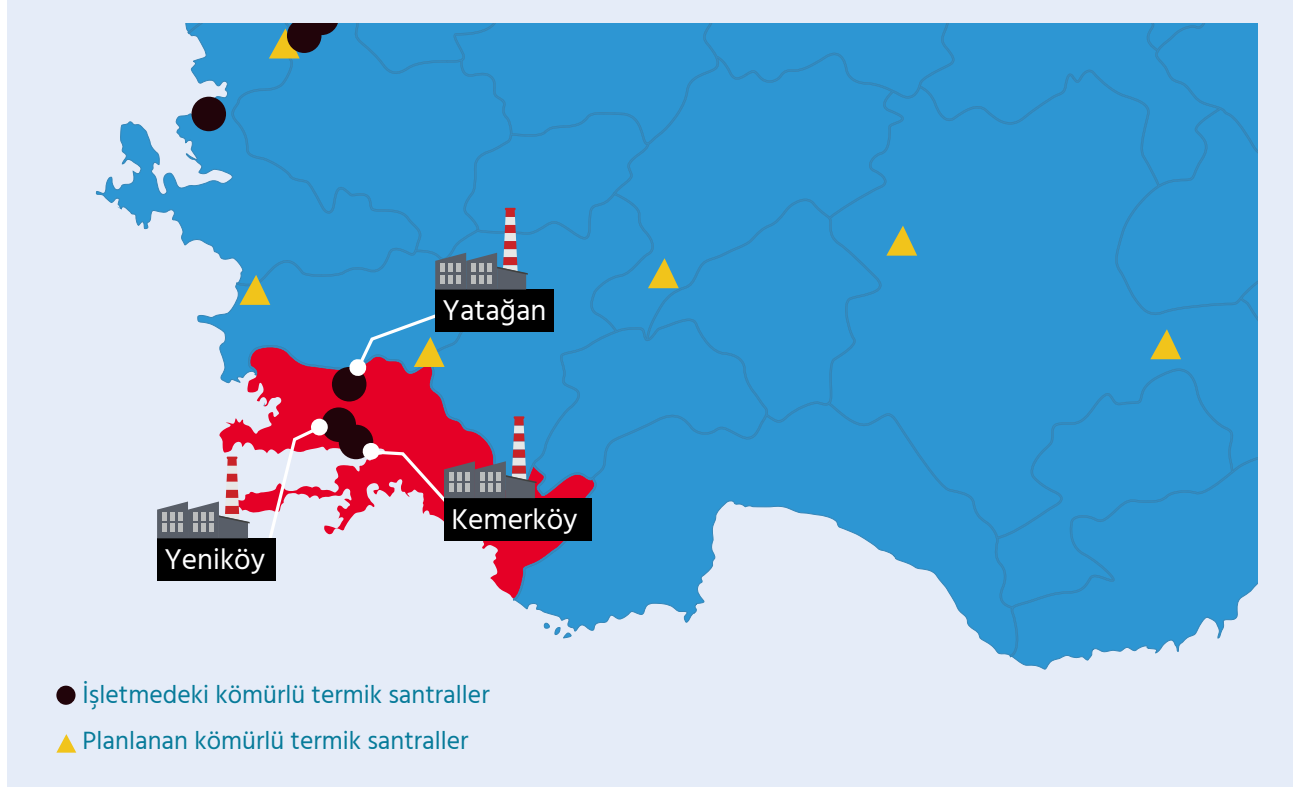 Yatağan
Kemerköy
Yeniköy
İşletmedeki kömürlü termik santraller
Planlanan kömürlü termik santraller